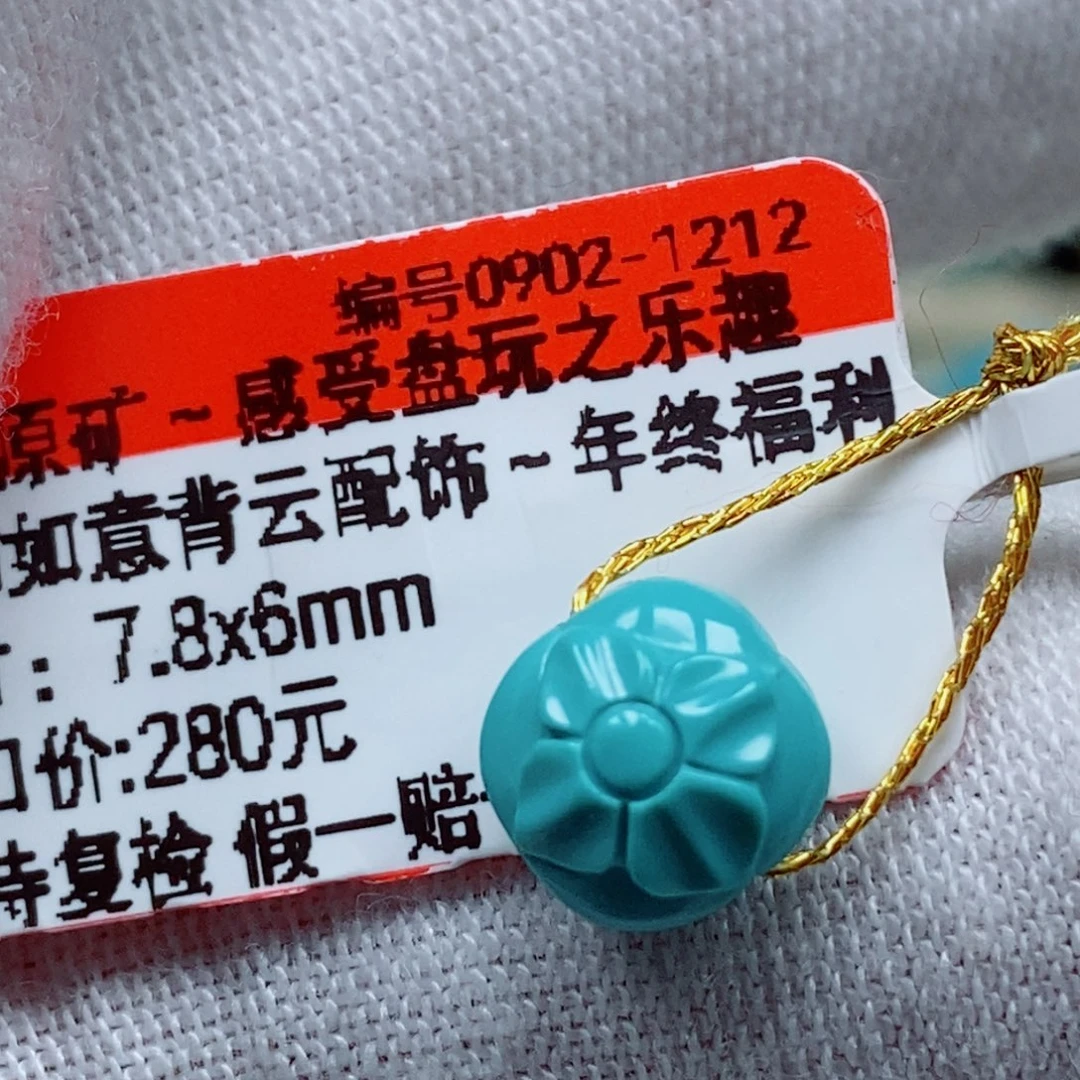 编号0902-1212
原矿~感受盘玩之乐趣
如意背云配饰~年终福利
:7.8x6mm
价:280元
复检 假一赔